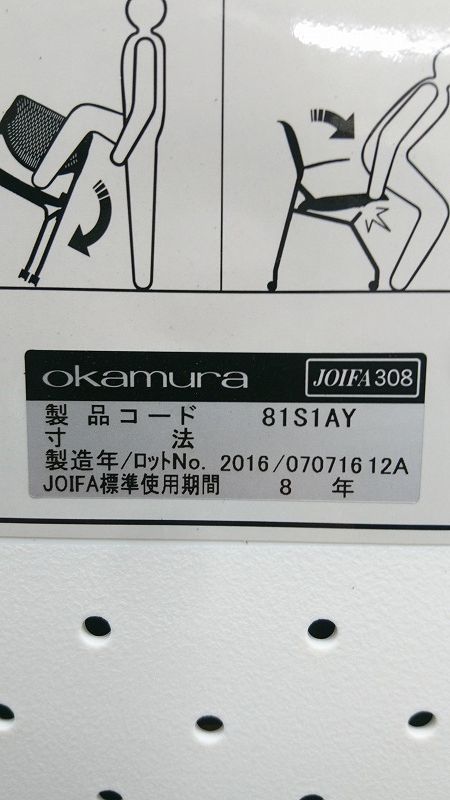 okamura JOIFA308
製品コード 81S1AY
寸法
製造年/ロットNo. 2016/07071612A
JOIFA標準使用期間 8 年